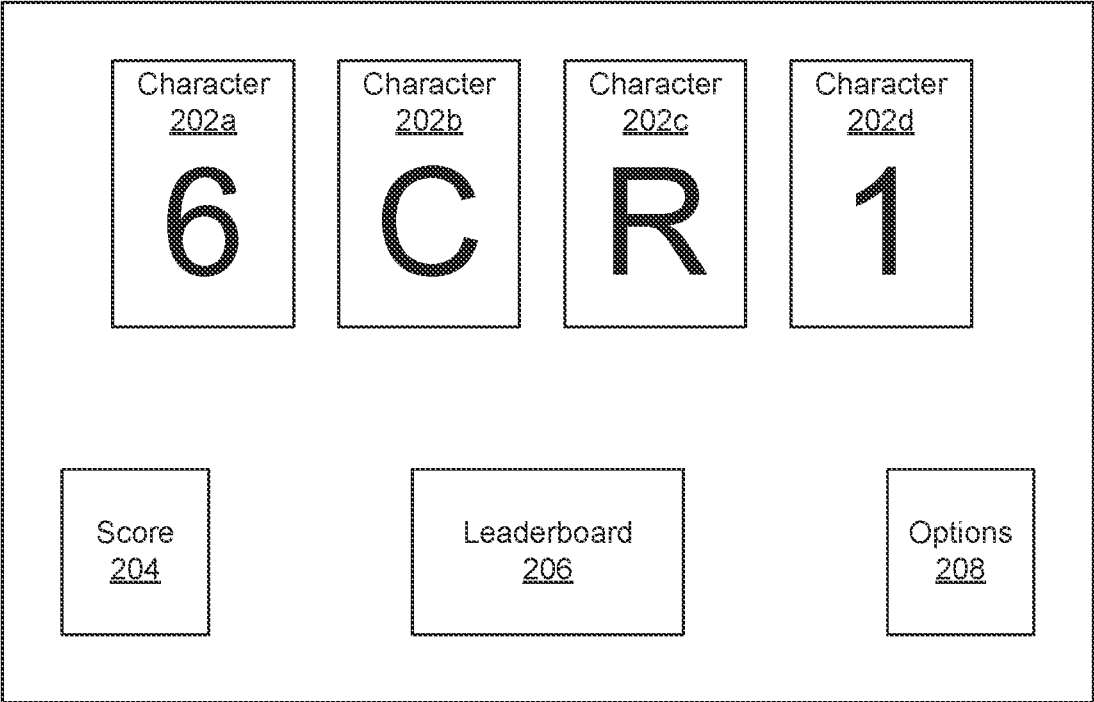 Character Character Character Character
202a 202b 202c 202d
6 C R 1
Score Leaderboard Options
204 206 208